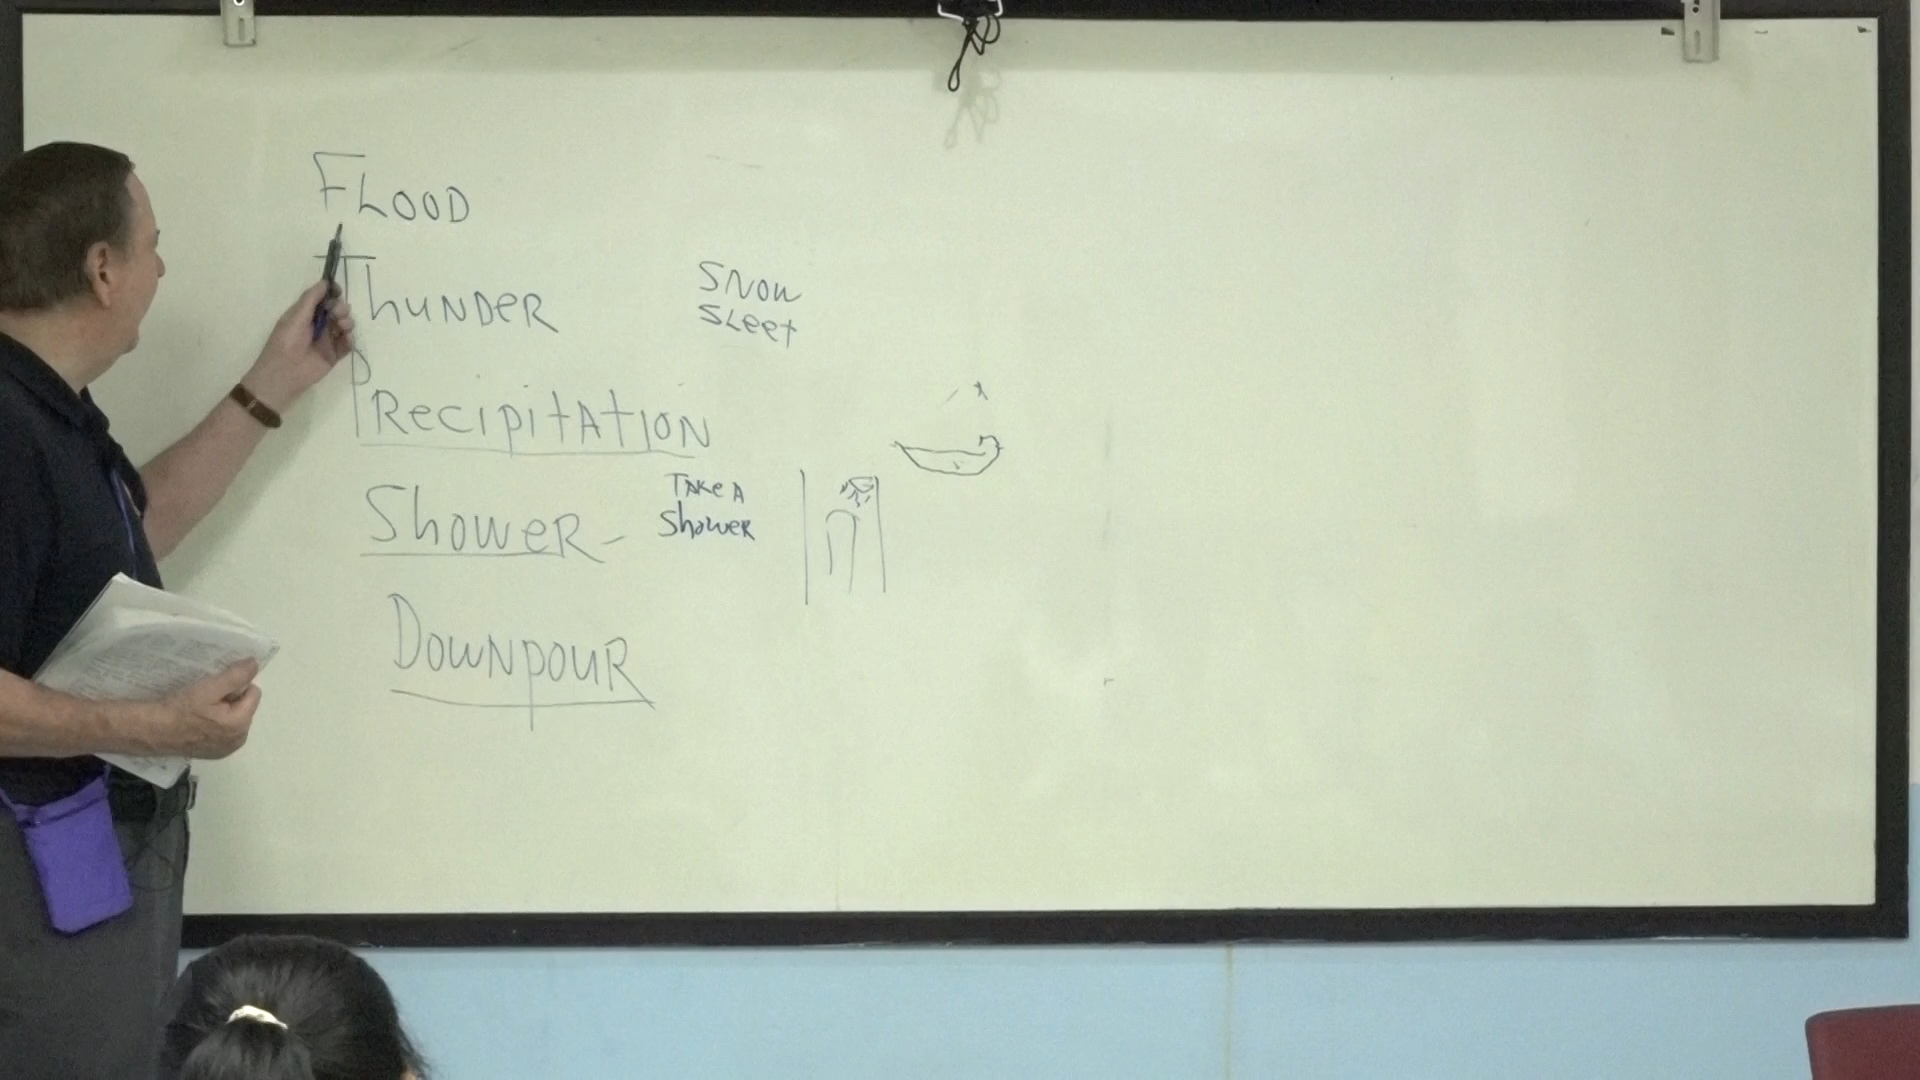 FLOOD
ThuNDeR
SNOW
SLeet
PRecipitAtION
ShoweR -
TAKe A
ShoweR
DowNpouR